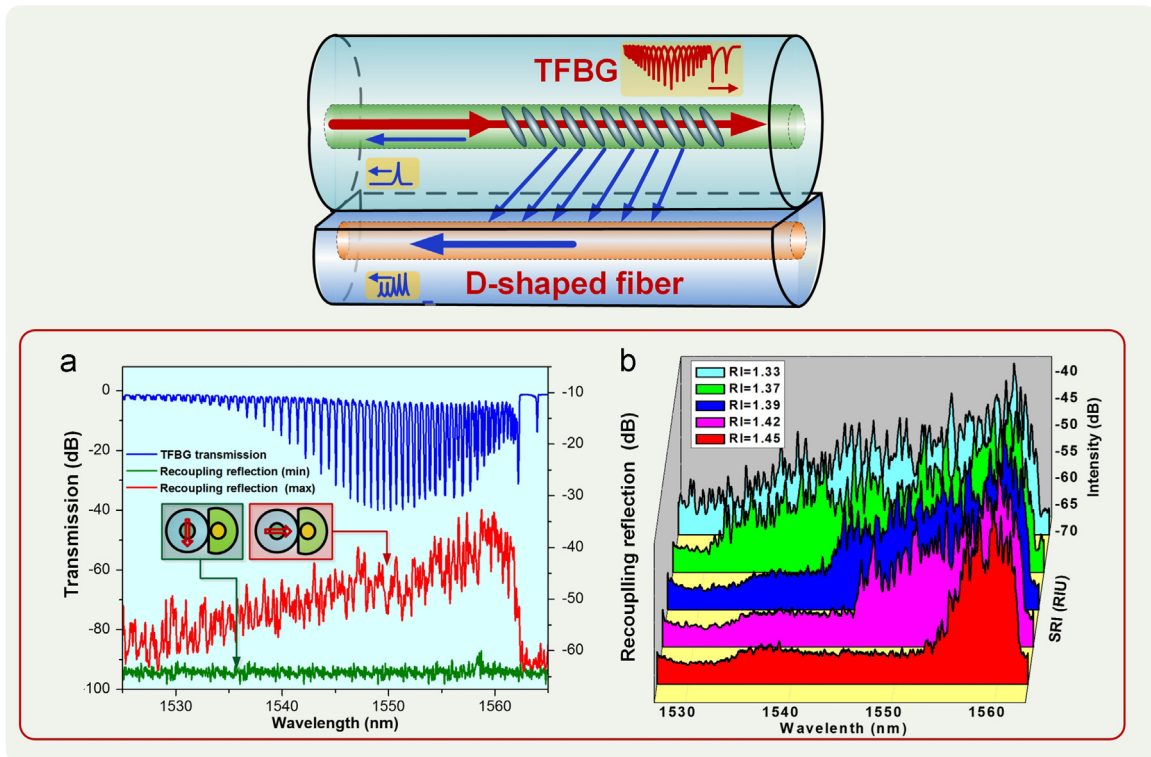 TFBG
D-shaped fiber
a
Transmission (dB)
0
-20
-40
-60
-80
-100
-10
-20
-30
-40
-50
-60
TFBG transmission
Recoupling reflection (min)
Recoupling reflection (max)
1530
1540
1550
1560
Wavelength (nm)
b
Recouplling reflection (dB)
RI=1.33
RI=1.37
RI=1.39
RI=1.42
RI=1.45
-40
-45
-50
-55
-60
-65
-70
Intensity (dB)
SRI (RIU)
1530
1540
1550
1560
Wavelenth (nm)